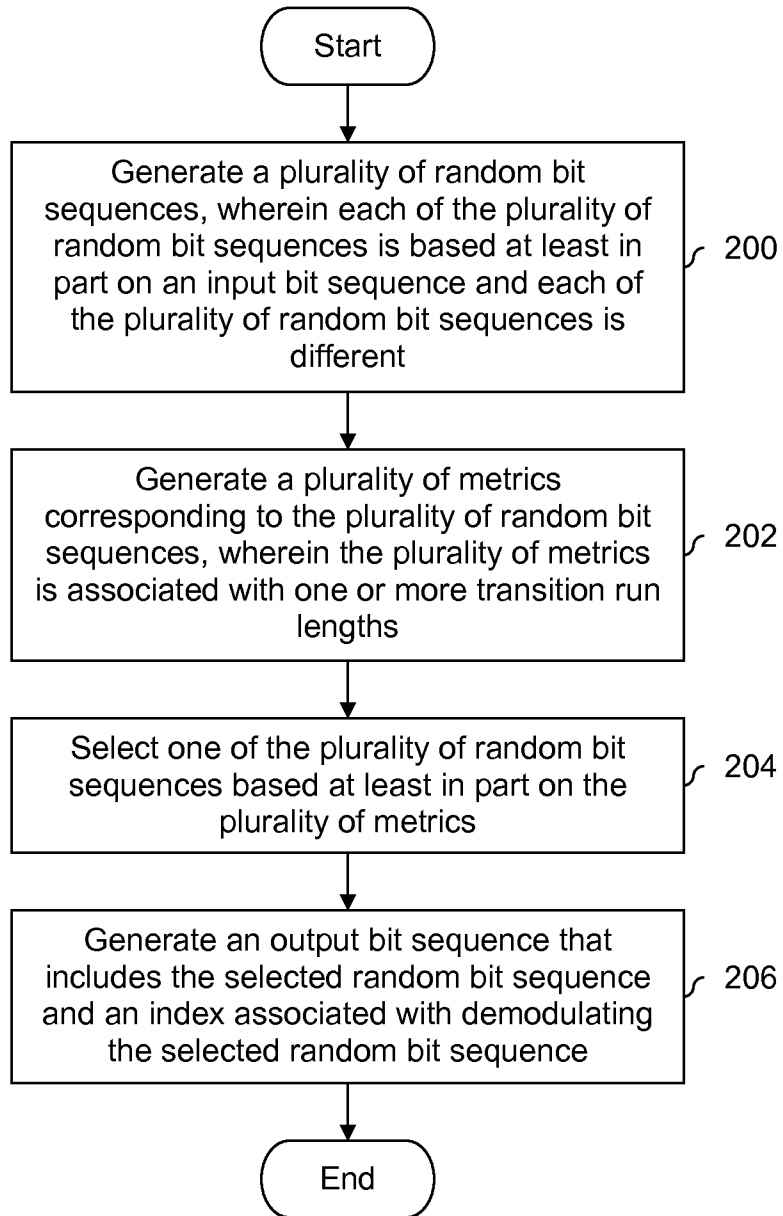 Start
Generate a plurality of random bit
sequences, wherein each of the plurality of
random bit sequences is based at least in
part on an input bit sequence and each of
the plurality of random bit sequences is
different
200
Generate a plurality of metrics
corresponding to the plurality of random bit
sequences, wherein the plurality of metrics
is associated with one or more transition run
lengths
202
Select one of the plurality of random bit
sequences based at least in part on the
plurality of metrics
204
Generate an output bit sequence that
includes the selected random bit sequence
and an index associated with demodulating
the selected random bit sequence
206
End